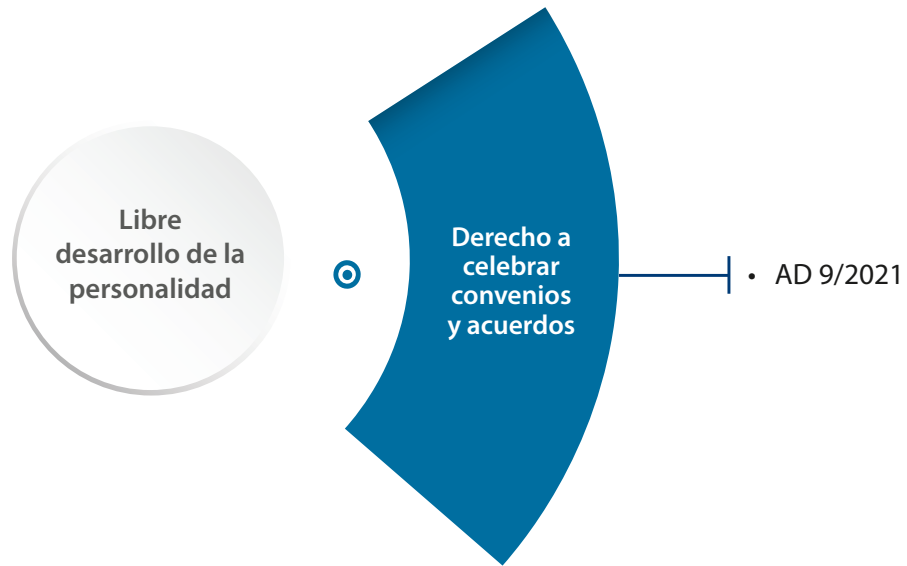 Libre
desarrollo de la
personalidad
Derecho a
celebrar
convenios
y acuerdos
• AD 9/2021